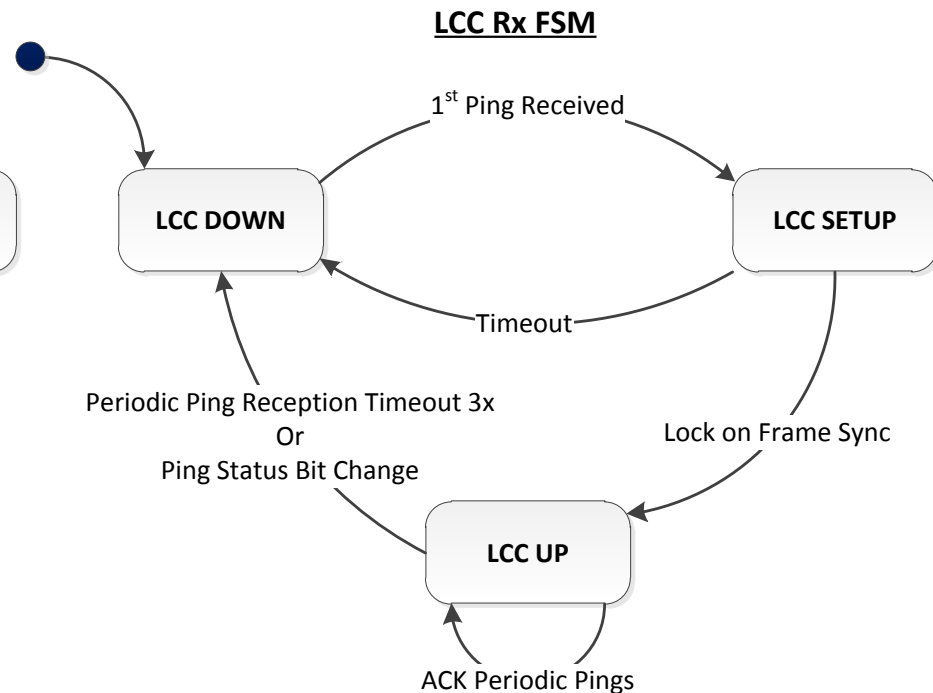 LCC Rx FSM
1st Ping Received
LCC DOWN
LCC SETUP
Timeout
Periodic Ping Reception Timeout 3x
Or
Ping Status Bit Change
Lock on Frame Sync
LCC UP
ACK Periodic Pings